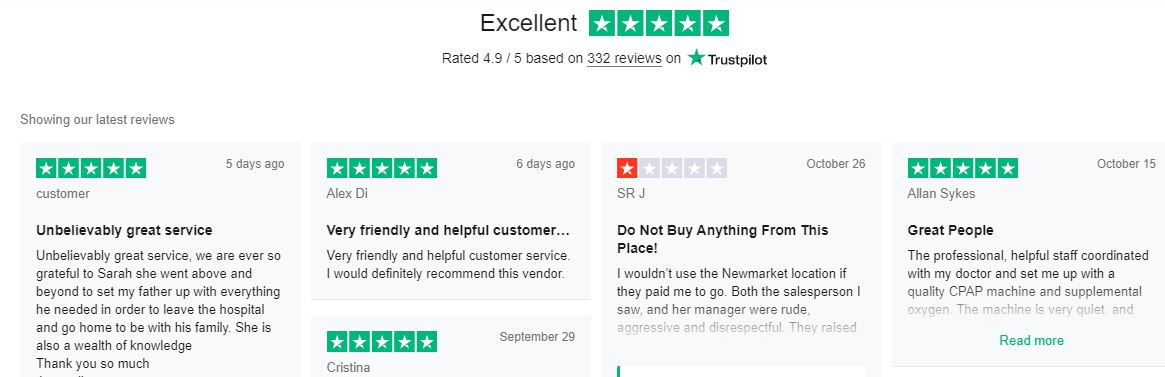 Excellent
Rated 4.9 / 5 based on 332 reviews on Trustpilot
Showing our latest reviews
5 days ago
customer
Unbelievably great service
Unbelievably great service, we are ever so
grateful to Sarah she went above and
beyond to set my father up with everything
he needed in order to leave the hospital
and go home to be with his family. She is
also a wealth of knowledge
Thank you so much
6 days ago
Alex Di
Very friendly and helpful customer…
Very friendly and helpful customer service.
I would definitely recommend this vendor.
September 29
Cristina
October 26
SR J
Do Not Buy Anything From This
Place!
I wouldn't use the Newmarket location if
they paid me to go. Both the salesperson I
saw, and her manager were rude,
aggressive and disrespectful. They raised
October 15
Allan Sykes
Great People
The professional, helpful staff coordinated
with my doctor and set me up with a
quality CPAP machine and supplemental
oxygen. The machine is very quiet, and
Read more